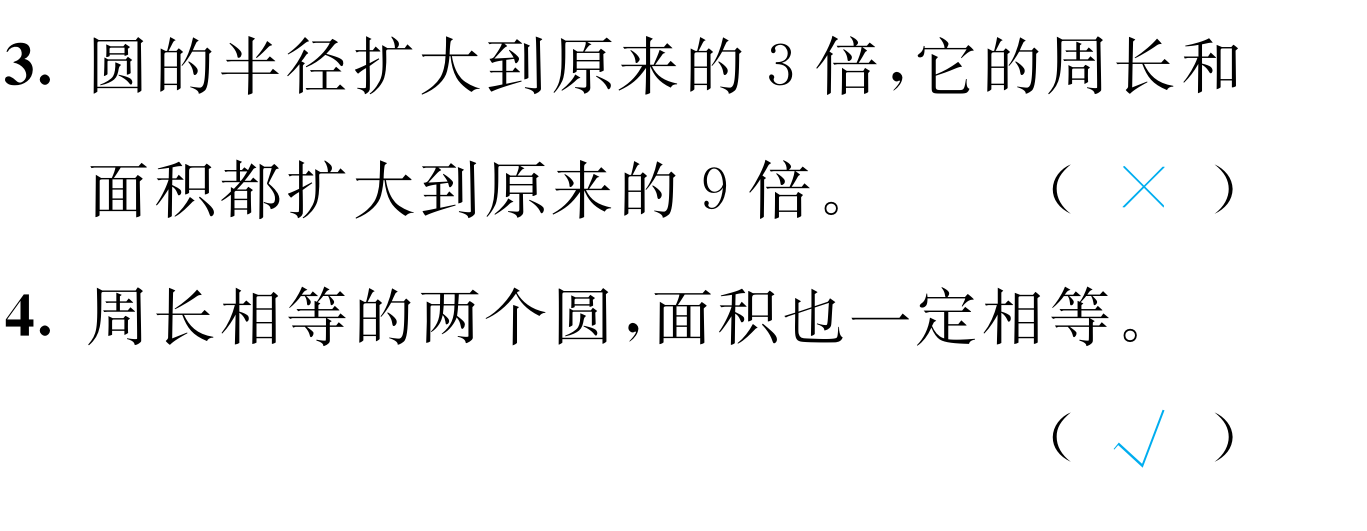 3. 圆的半径扩大到原来的 3 倍,它的周长和
面积都扩大到原来的 9 倍。 ( × )
4. 周长相等的两个圆,面积也一定相等。
( √ )